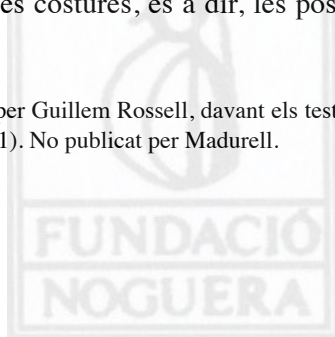 es costures, és a dir, les pos
per Guillem Rossell, davant els test
1). No publicat per Madurell.
FUNDACIÓ
NOGUERA